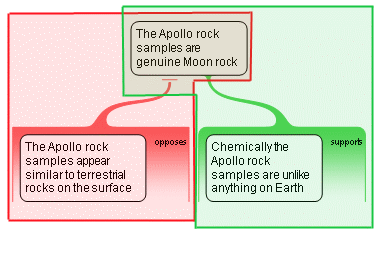 The Apollo rock
samples are
genuine Moon rock
opposes
The Apollo rock
samples appear
similar to terrestrial
rocks on the surface
supports
Chemically the
Apollo rock
samples are unlike
anything on Earth